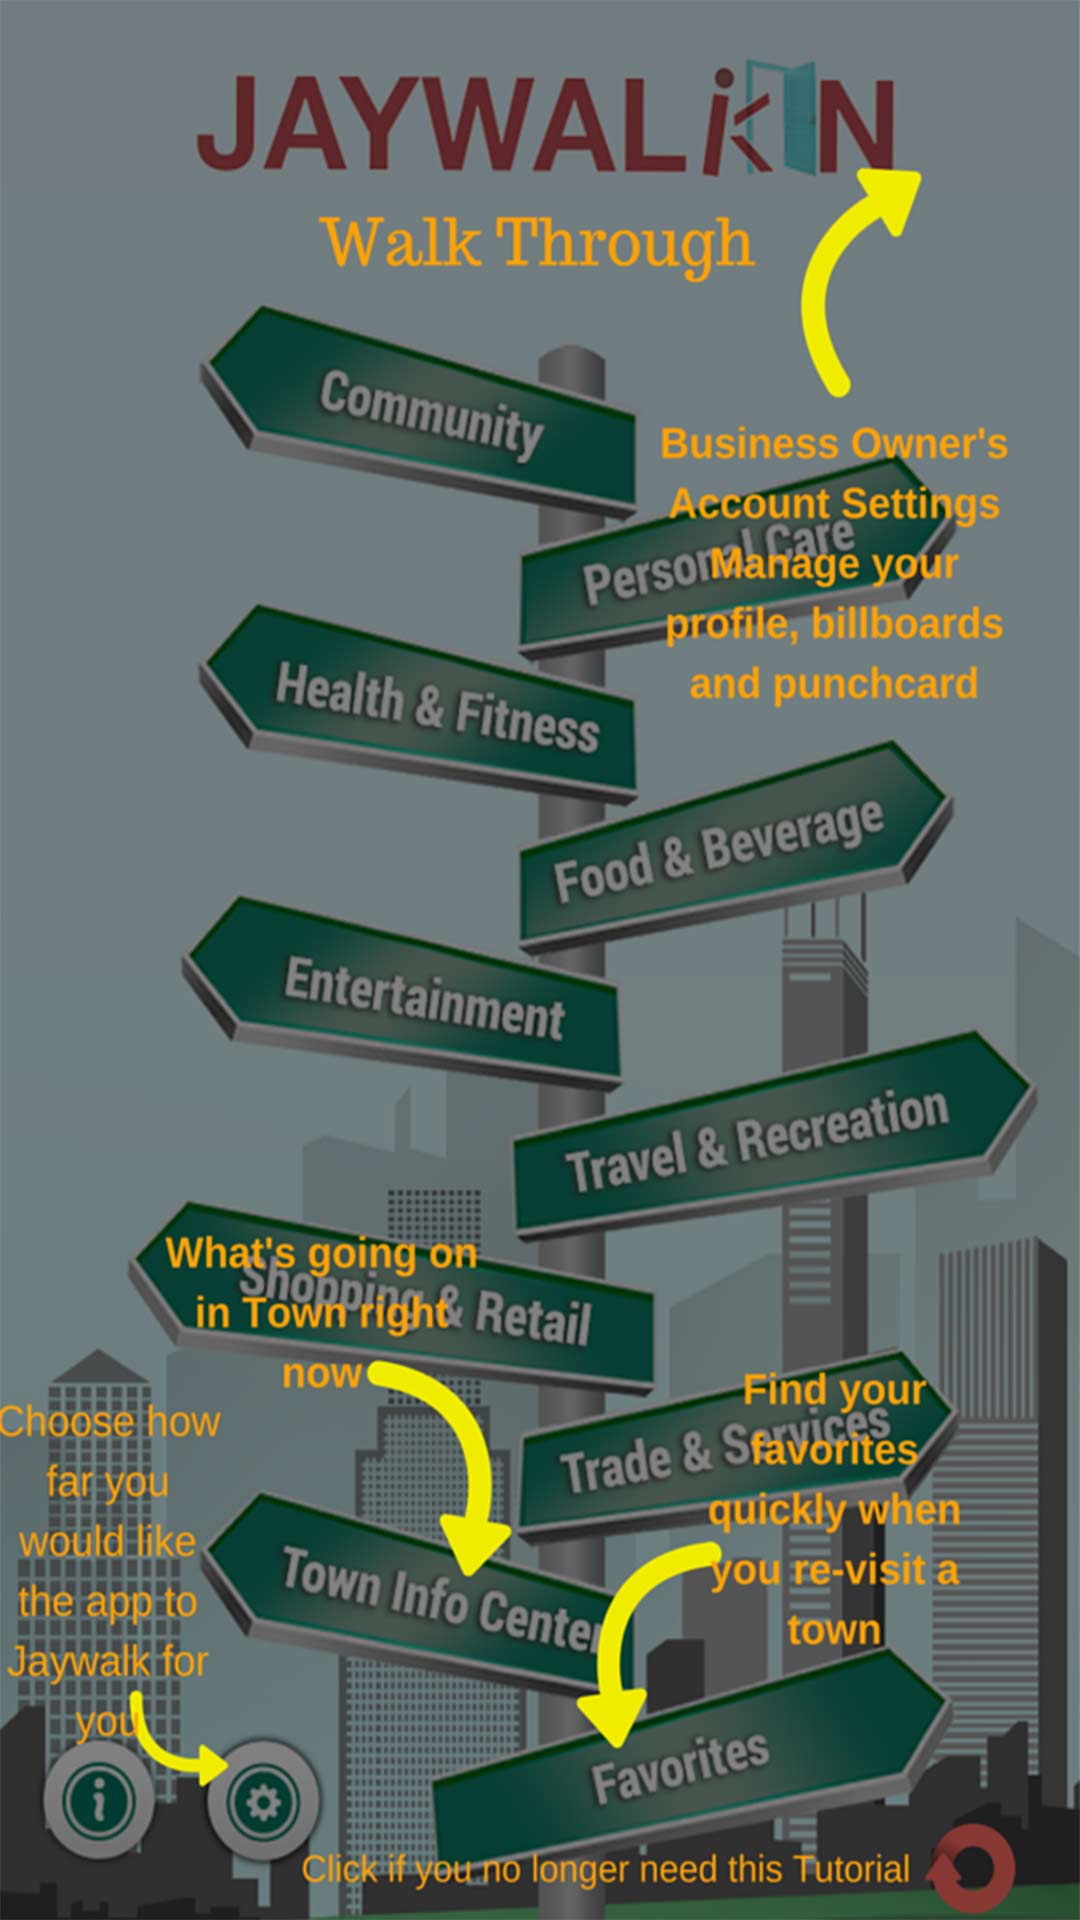 JAYWALKN
Walk Through
Community
Business Owner's
Account Settings
Manage your
profile, billboards
and punchcard
Personal Care
Health & Fitness
Food & Beverage
Entertainment
Travel & Recreation
What's going on
in Town right
now
Shopping & Retail
Find your
favorites
quickly when
you re-visit a
town
Trade & Services
Choose how
far you
would like
the app to
Jaywalk for
you
Town Info Center
Favorites
i
Click if you no longer need this Tutorial